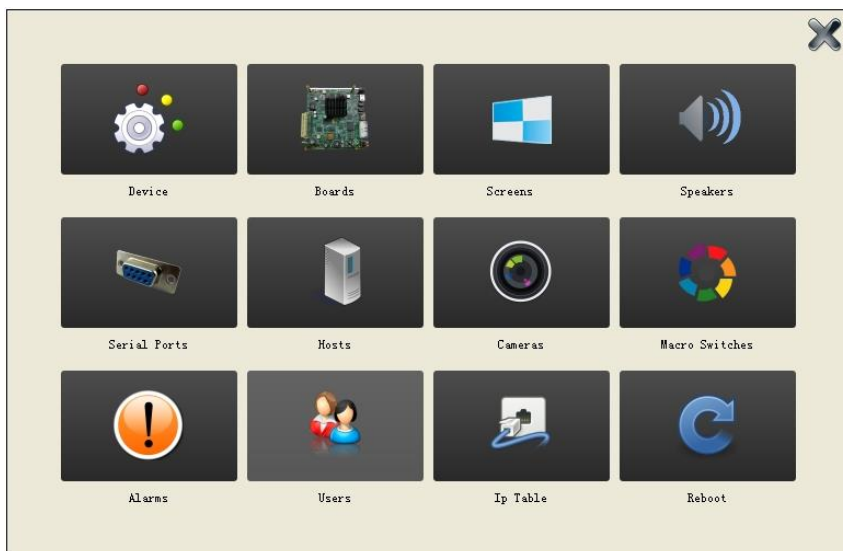 Device Boards Screens Speakers
Serial Ports Hosts Cameras Macro Switches
Alarms Users Ip Table Reboot